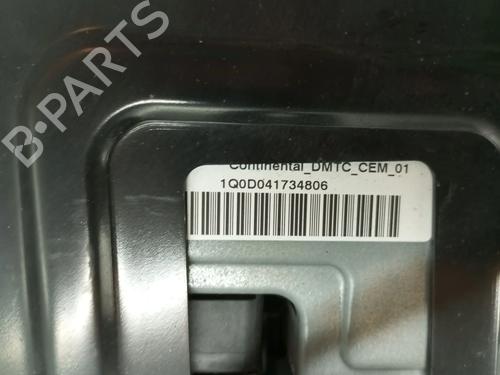 B-PARTS
Continental_DMTC_CEM_01
1Q0D041734806